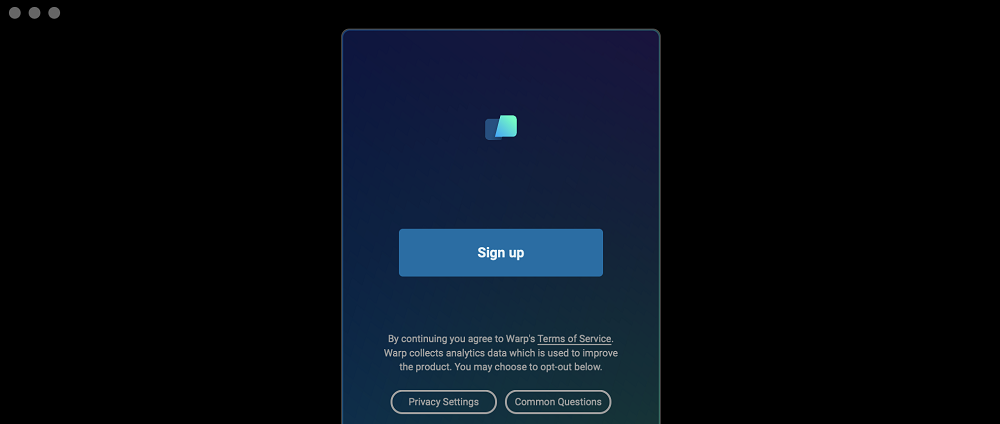 Sign up
By continuing you agree to Warp's Terms of Service.
Warp collects analytics data which is used to improve
the product. You may choose to opt-out below.
Privacy Settings
Common Questions